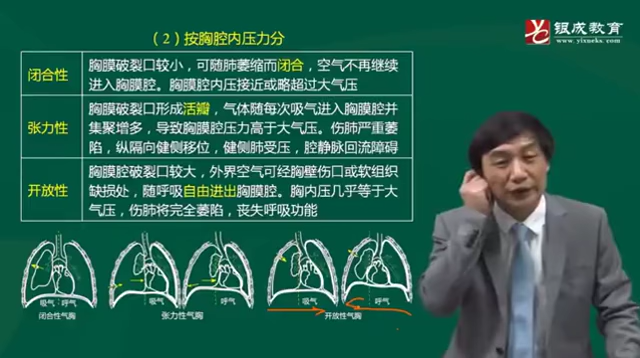 （2）按胸腔内压力分
银成教育
www.yixueks.com
闭合性
胸膜破裂口较小，可随肺萎缩而闭合，空气不再继续
进入胸膜腔。胸膜腔内压接近或略超过大气压
张力性
胸膜破裂口形成活瓣，气体随每次吸气进入胸膜腔并
集聚增多，导致胸膜腔压力高于大气压。伤肺严重萎
陷，纵隔向健侧移位，健侧肺受压，腔静脉回流障碍
开放性
胸膜腔破裂口较大，外界空气可经胸壁伤口或软组织
缺损处，随呼吸自由进出胸膜腔。胸内压几乎等于大
气压，伤肺将完全萎陷，丧失呼吸功能
吸气 呼气
吸气 呼气
吸气 呼气
闭合性气胸
张力性气胸
开放性气胸